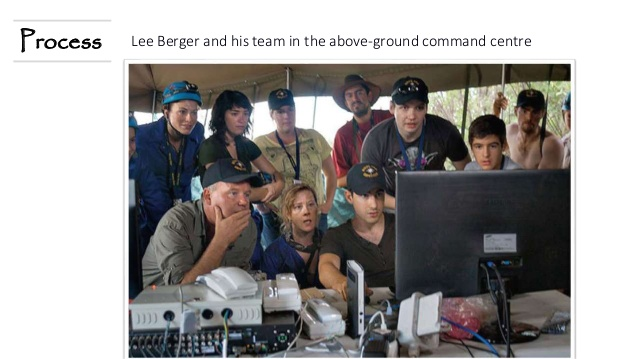 Process
Lee Berger and his team in the above-ground command centre